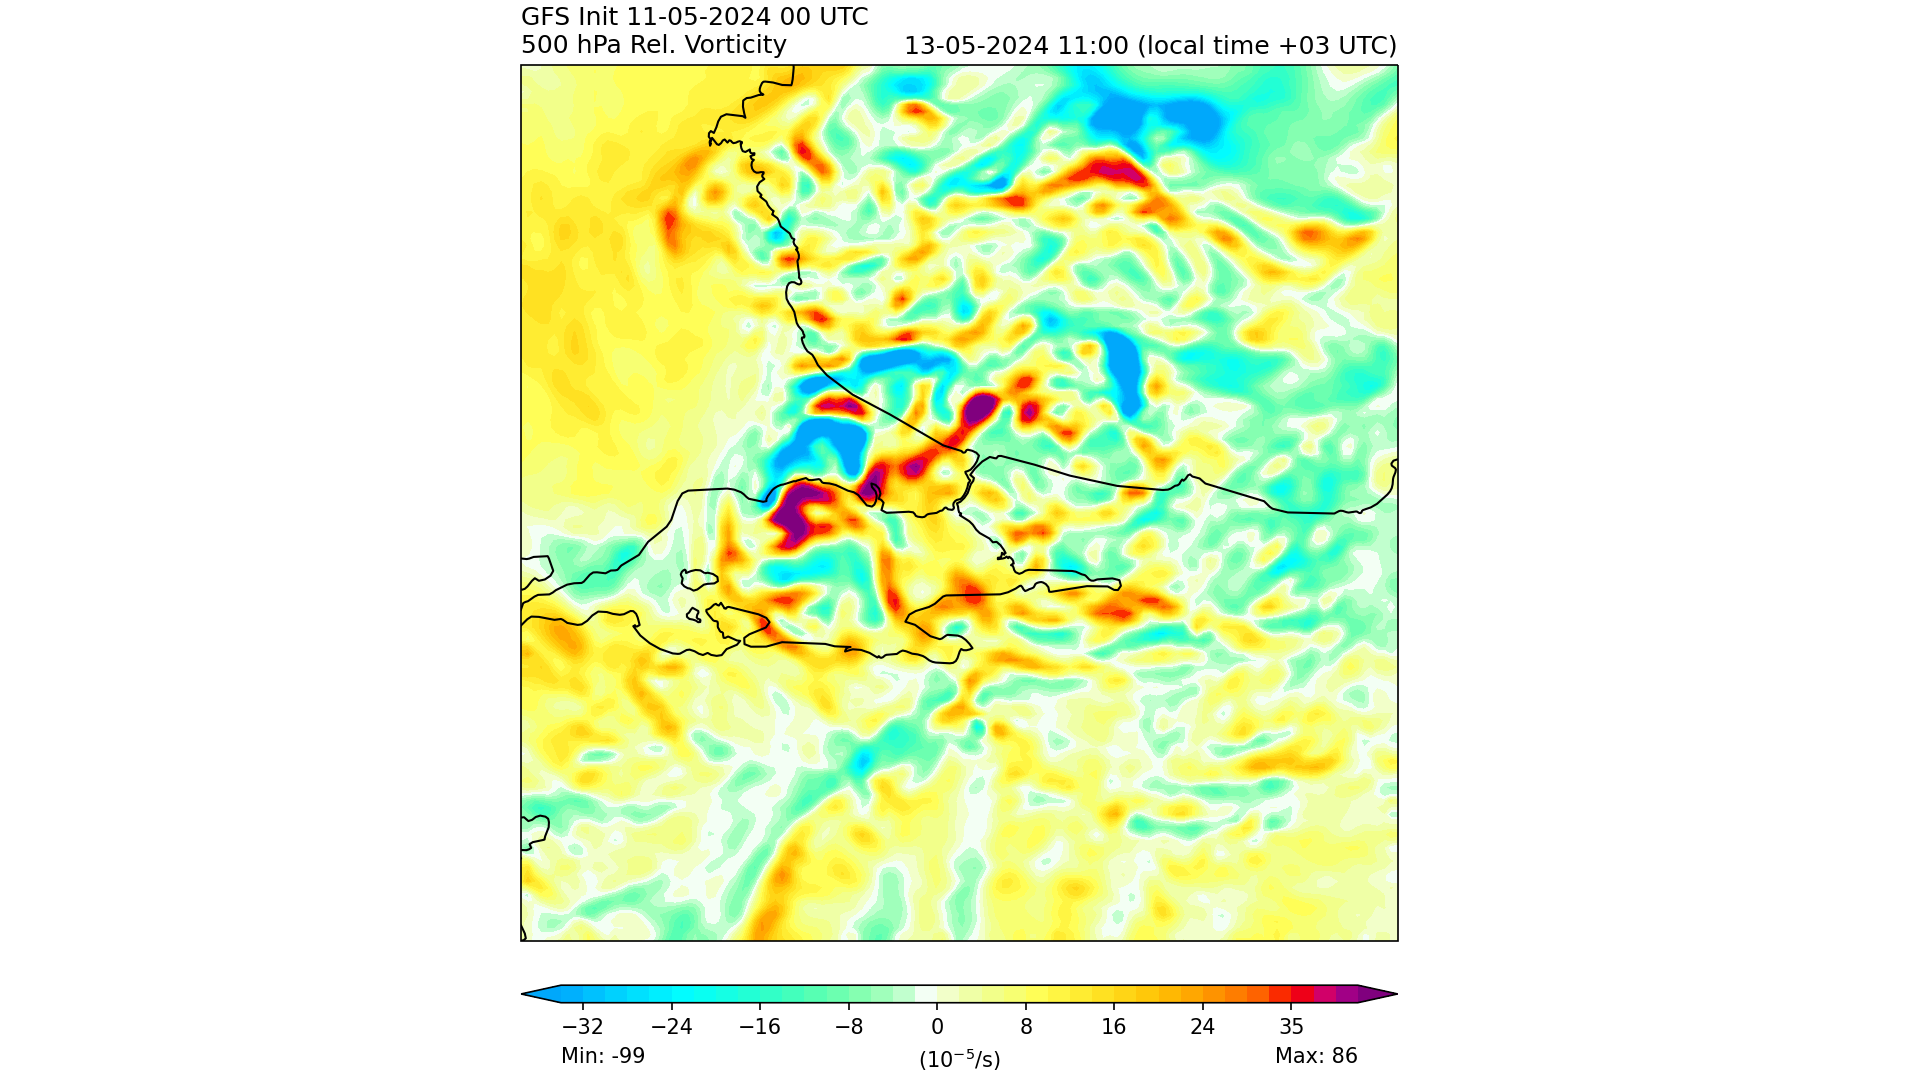 GFS Init 11-05-2024 00 UTC
500 hPa Rel. Vorticity
13-05-2024 11:00 (local time +03 UTC)
−32 −24 −16 −8 0 8 16 24 35
Min: -99
(10⁻⁵/s)
Max: 86